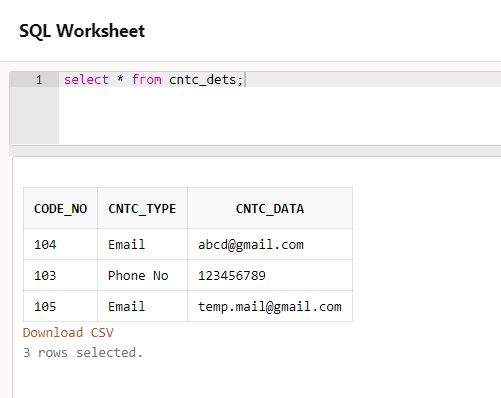 SQL Worksheet
1 select * from cntc_dets;
CODE_NO CNTC_TYPE CNTC_DATA
104 Email abcd@gmail.com
103 Phone No 123456789
105 Email temp.mail@gmail.com
Download CSV
3 rows selected.